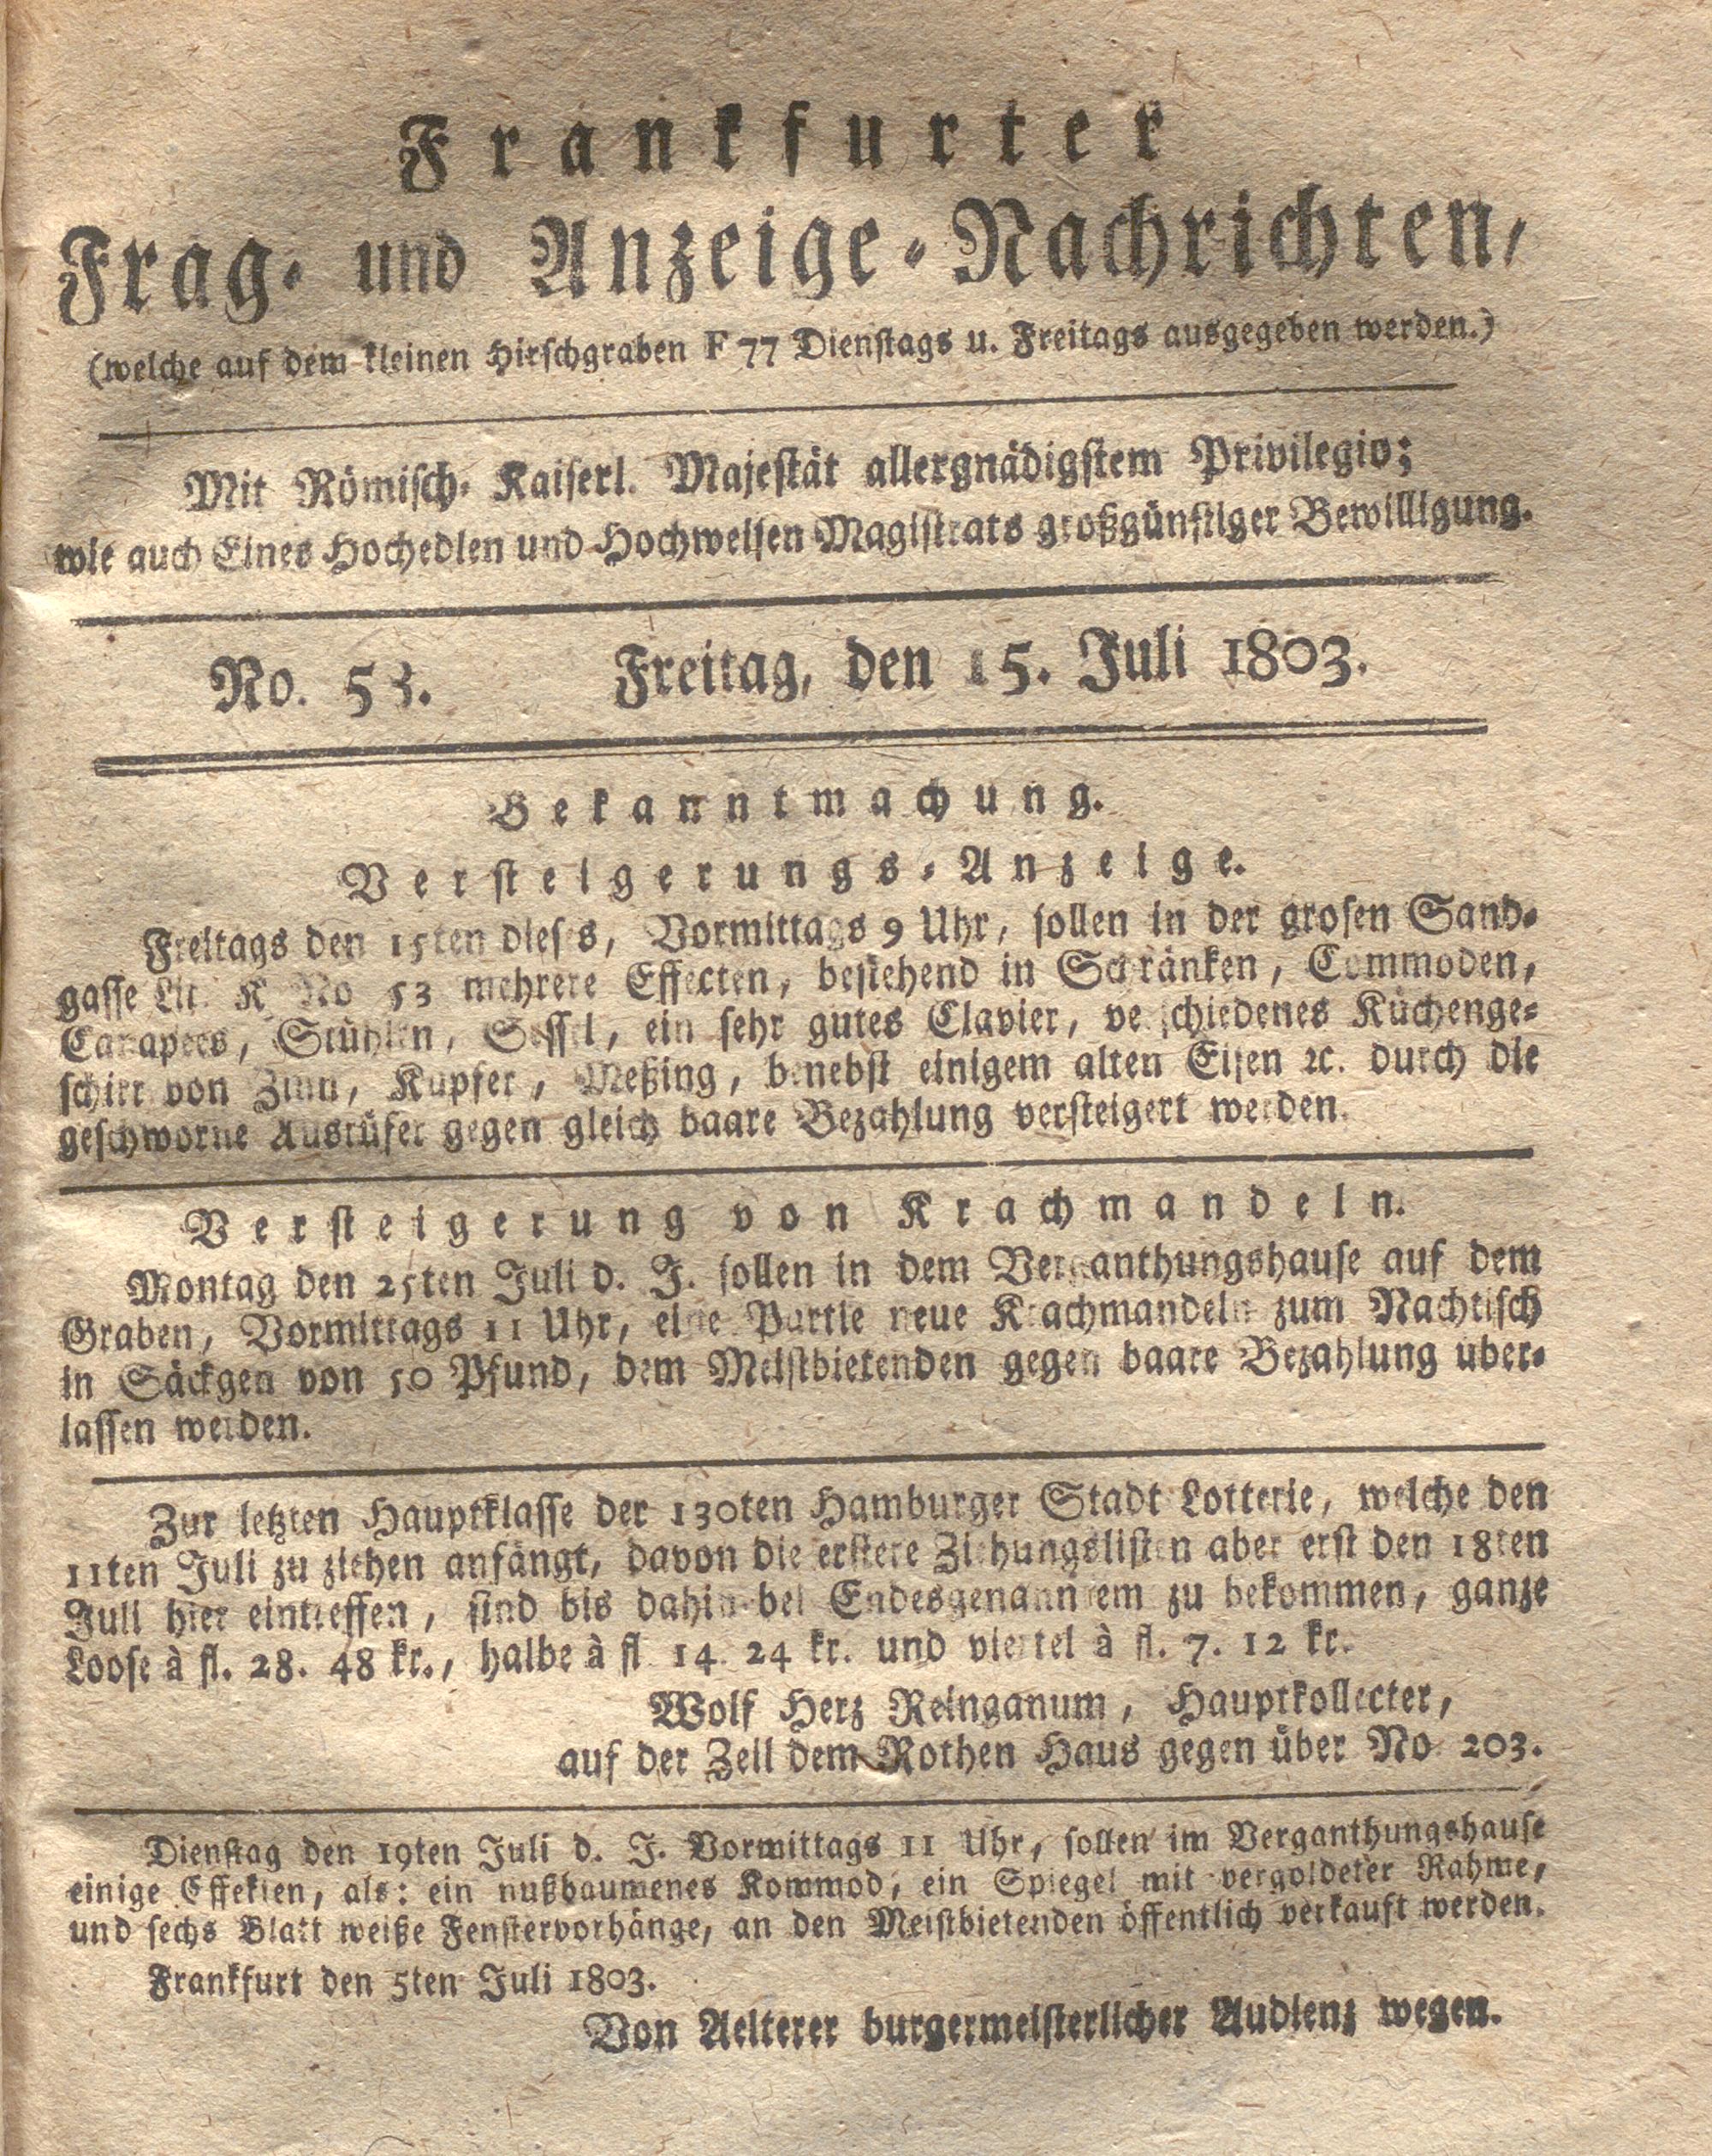 Frankfurter
Frag- und Anzeige-Nachrichten,
(welche auf dem kleinen Hirschgraben F 77 Dienstags u. Freitags ausgegeben werden.)
Mit Römisch- Kaiserl. Majestät allergnädigstem Privilegio;
wie auch Eines Hochedlen und Hochweisen Magistrats großgünstiger Bewilligung.
No. 53. Freitag, den 15. Juli 1803.
Bekanntmachung.
Versteigerungs-Anzeige.
Freitags den 15ten dieses, Vormittags 9 Uhr, sollen in der grosen Sand-
gasse Lit. K No 53 mehrere Effecten, bestehend in Schränken, Commoden,
Canapees, Stühlen, Sessel, ein sehr gutes Clavier, verschiedenes Küchenge-
schirr von Zinn, Kupfer, Meßing, benebst einigem alten Eisen ꝛc. durch die
geschworne Ausrüfer gegen gleich baare Bezahlung versteigert werden.
Versteigerung von Krachmandeln.
Montag den 25ten Juli d. J. sollen in dem Verganthungshause auf dem
Graben, Vormittags 11 Uhr, eine Partie neue Krachmandeln zum Nachtisch
in Säckgen von 50 Pfund, dem Meistbietenden gegen baare Bezahlung uber-
lassen werden.
Zur letzten Hauptklasse der 130ten Hamburger Stadt Lotterie, welche den
11ten Juli zu ziehen anfängt, davon die erstere Ziehungslisten aber erst den 18ten
Juli hier eintreffen, sind bis dahin bei Endesgenanntem zu bekommen, ganze
Loose à fl. 28. 48 kr., halbe à fl 14. 24 kr. und viertel à fl. 7. 12 kr.
Wolf Herz Reinganum, Hauptkollecter,
auf der Zeil dem Rothen Haus gegen über No 203.
Dienstag den 19ten Juli d. J. Vormittags 11 Uhr, sollen im Verganthungshause
einige Effekten, als: ein nußbaumenes Kommod, ein Spiegel mit vergoldeter Rahme,
und sechs Blatt weiße Fenstervorhänge, an den Meistbietenden öffentlich verkauft werden.
Frankfurt den 5ten Juli 1803.
Von Aelterer burgermeisterlicher Audienz wegen.